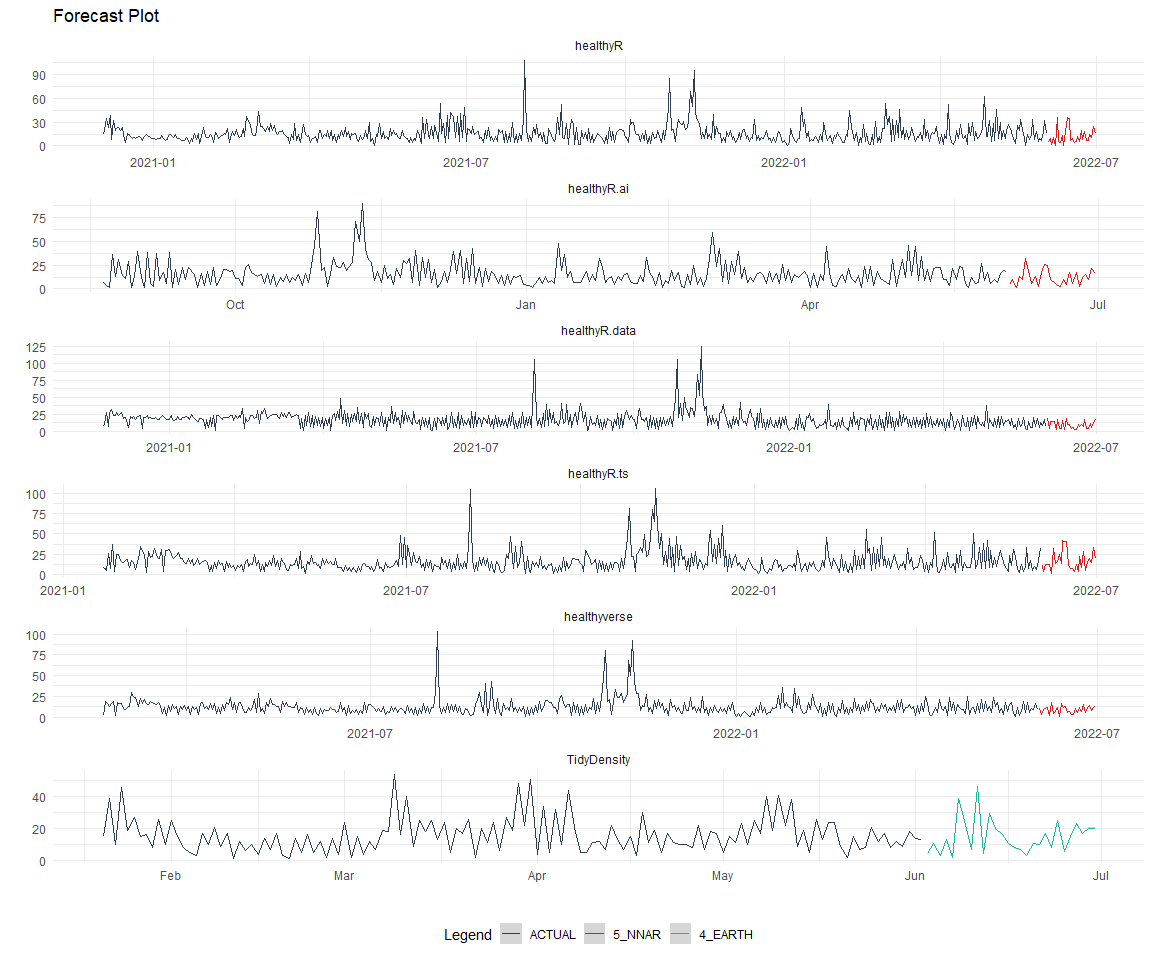 Forecast Plot
healthyR
90
60
30
0
2021-01 2021-07 2022-01 2022-07
healthyR.ai
75
50
25
0
Oct Jan Apr Jul
healthyR.data
125
100
75
50
25
0
2021-01 2021-07 2022-01 2022-07
healthyR.ts
100
75
50
25
0
2021-01 2021-07 2022-01 2022-07
healthyverse
100
75
50
25
0
2021-07 2022-01 2022-07
TidyDensity
40
20
0
Feb Mar Apr May Jun Jul
Legend ACTUAL 5_NNAR 4_EARTH